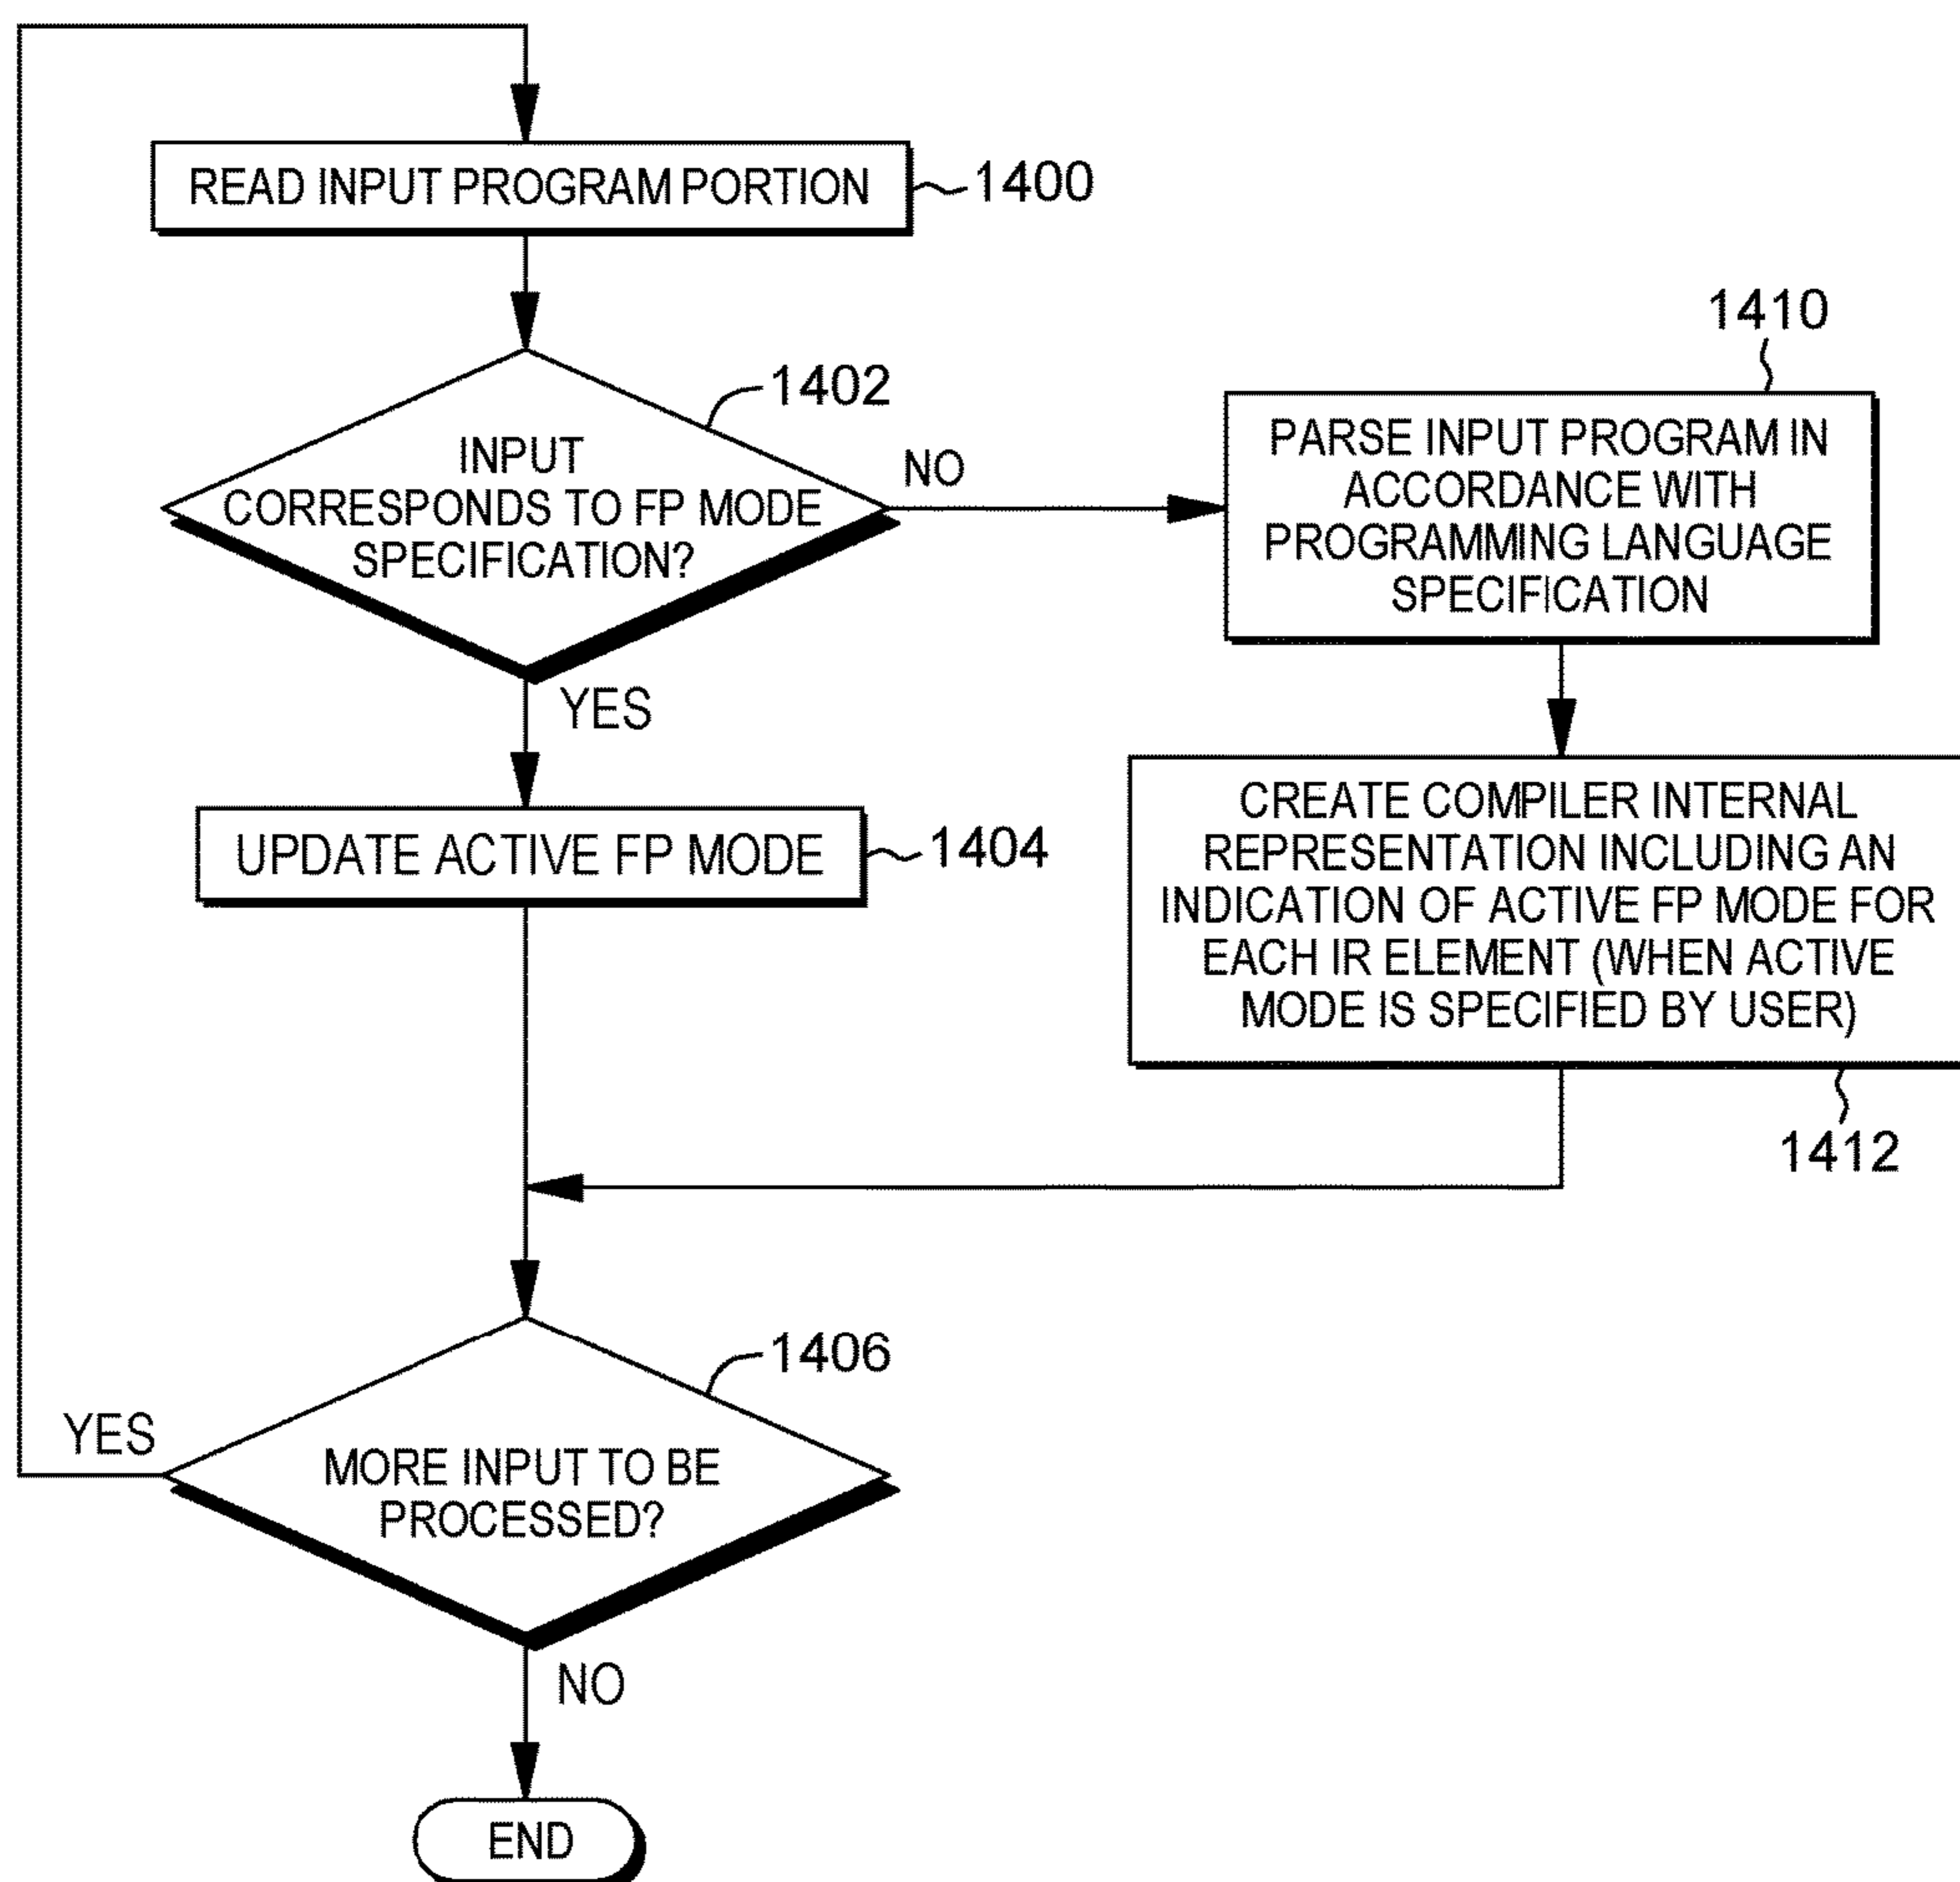 READ INPUT PROGRAM PORTION
1400
1402
INPUT
CORRESPONDS TO FP MODE
SPECIFICATION?
NO
YES
1410
PARSE INPUT PROGRAM IN
ACCORDANCE WITH
PROGRAMMING LANGUAGE
SPECIFICATION
UPDATE ACTIVE FP MODE
1404
CREATE COMPILER INTERNAL
REPRESENTATION INCLUDING AN
INDICATION OF ACTIVE FP MODE FOR
EACH IR ELEMENT (WHEN ACTIVE
MODE IS SPECIFIED BY USER)
1412
1406
YES
MORE INPUT TO BE
PROCESSED?
NO
END